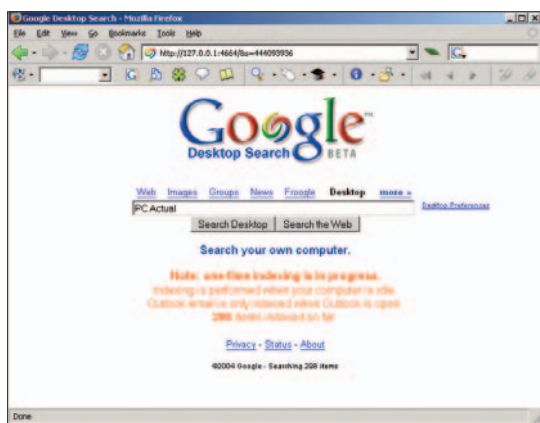 Google Desktop Search - Mozilla Firefox
File Edit View Go Bookmarks Tools Help
http://127.0.0.1:4664/&s=444093936
Google™
Desktop Search BETA
Web Images Groups News Froogle Desktop more »
PC Actual
Desktop Preferences
Search Desktop Search the Web
Search your own computer.
Note: one-time indexing is in progress.
Indexing is performed when your computer is idle.
Outlook email is only indexed when Outlook is open.
298 items indexed so far
Privacy - Status - About
©2004 Google - Searching 298 items
Done